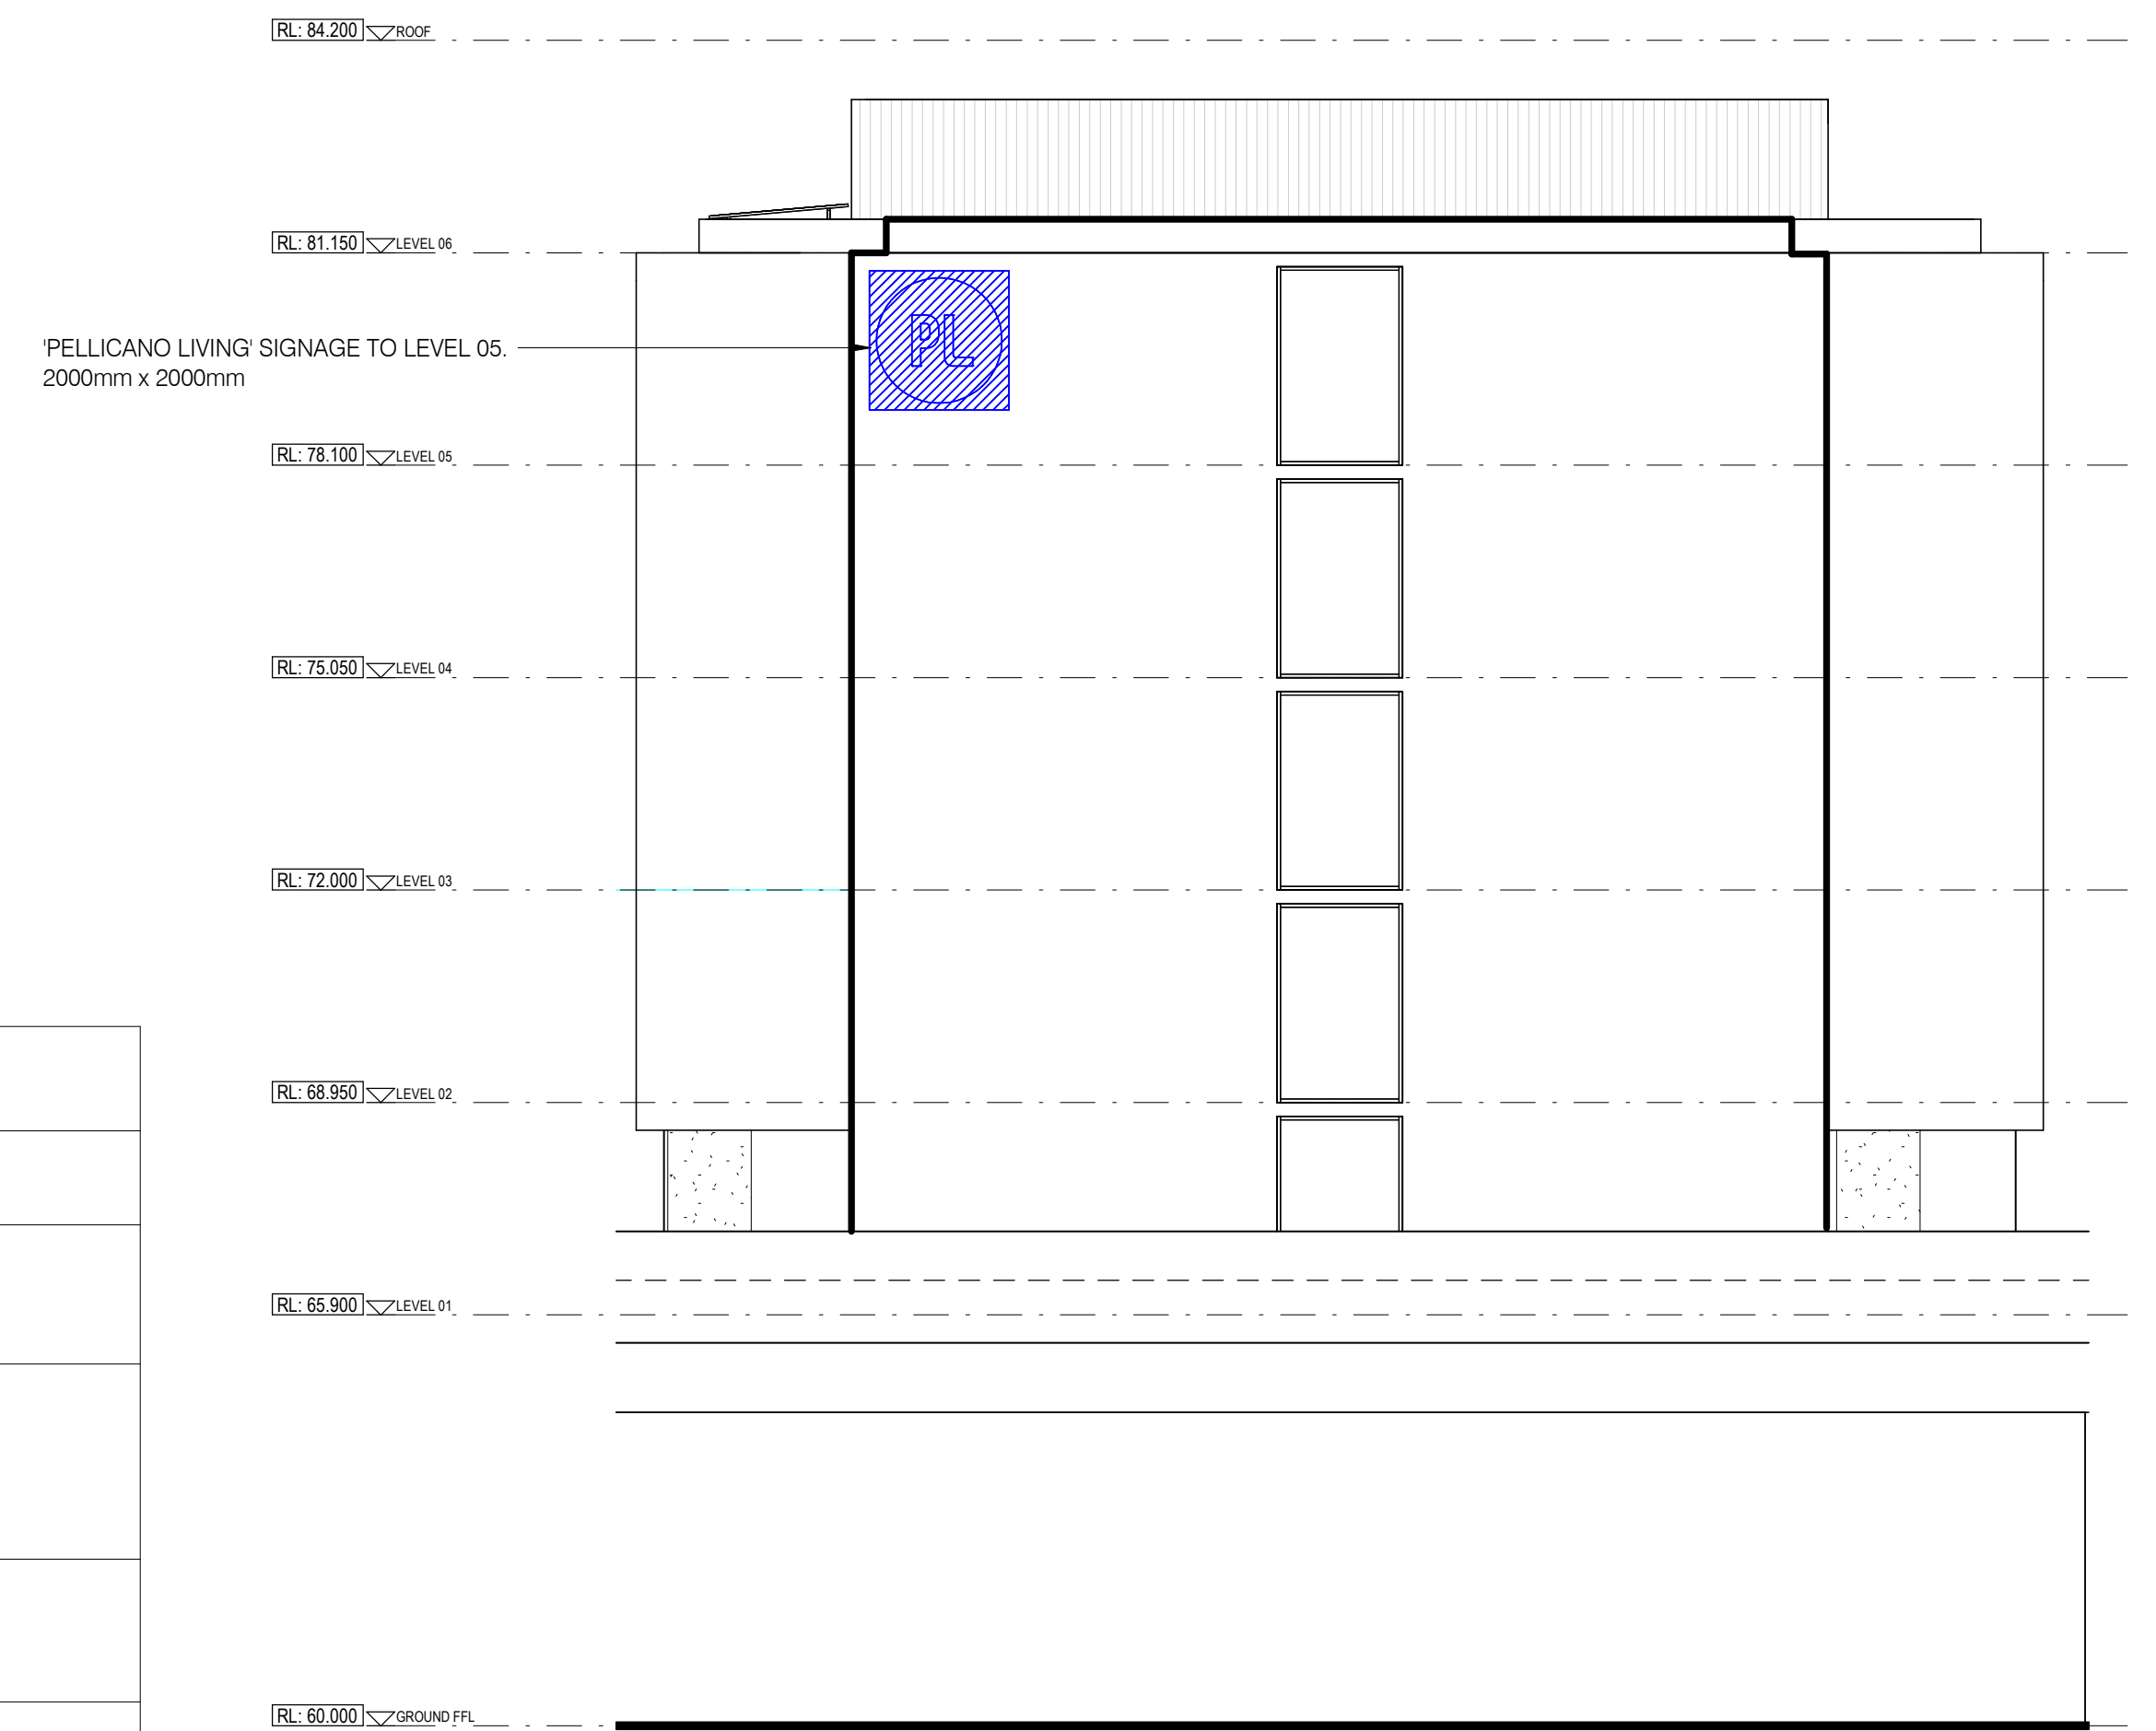 RL: 84.200 ROOF
RL: 81.150 LEVEL 06
PL
'PELLICANO LIVING' SIGNAGE TO LEVEL 05.
2000mm x 2000mm
RL: 78.100 LEVEL 05
RL: 75.050 LEVEL 04
RL: 72.000 LEVEL 03
RL: 68.950 LEVEL 02
RL: 65.900 LEVEL 01
RL: 60.000 GROUND FFL